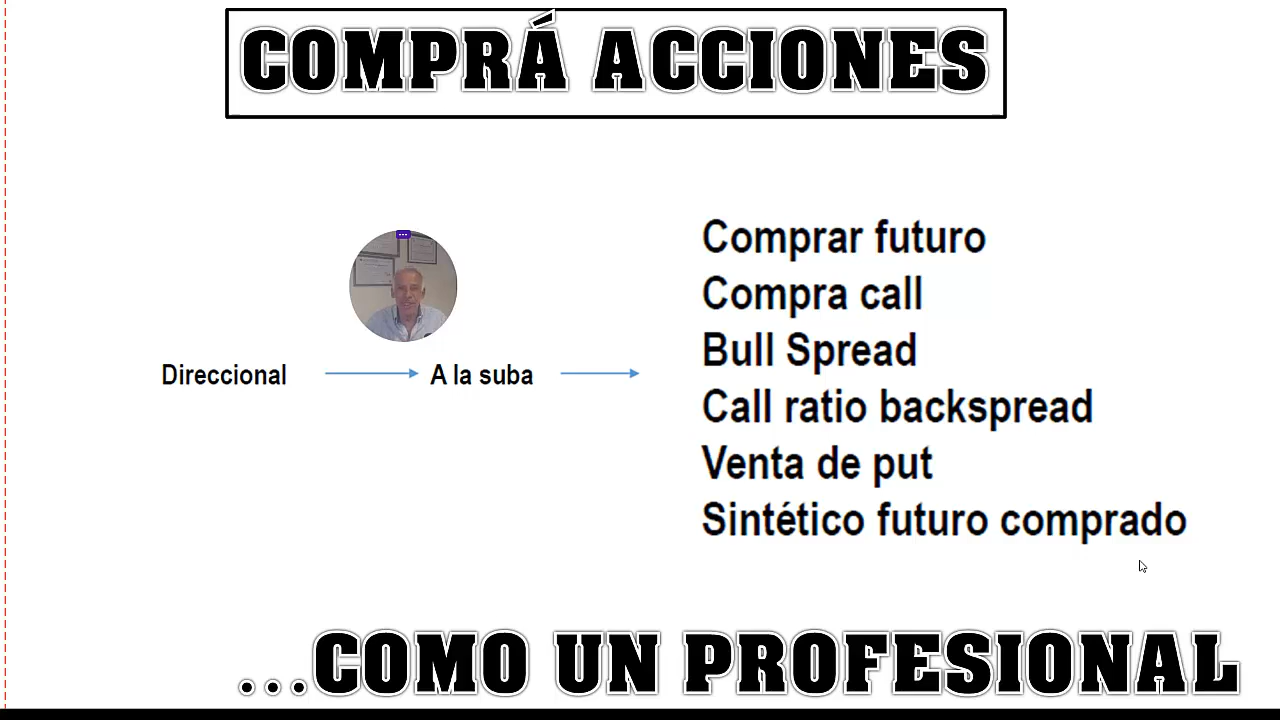 COMPRÁ ACCIONES
Comprar futuro
Compra call
Bull Spread
Direccional
A la suba
Call ratio backspread
Venta de put
Sintético futuro comprado
...COMO UN PROFESIONAL